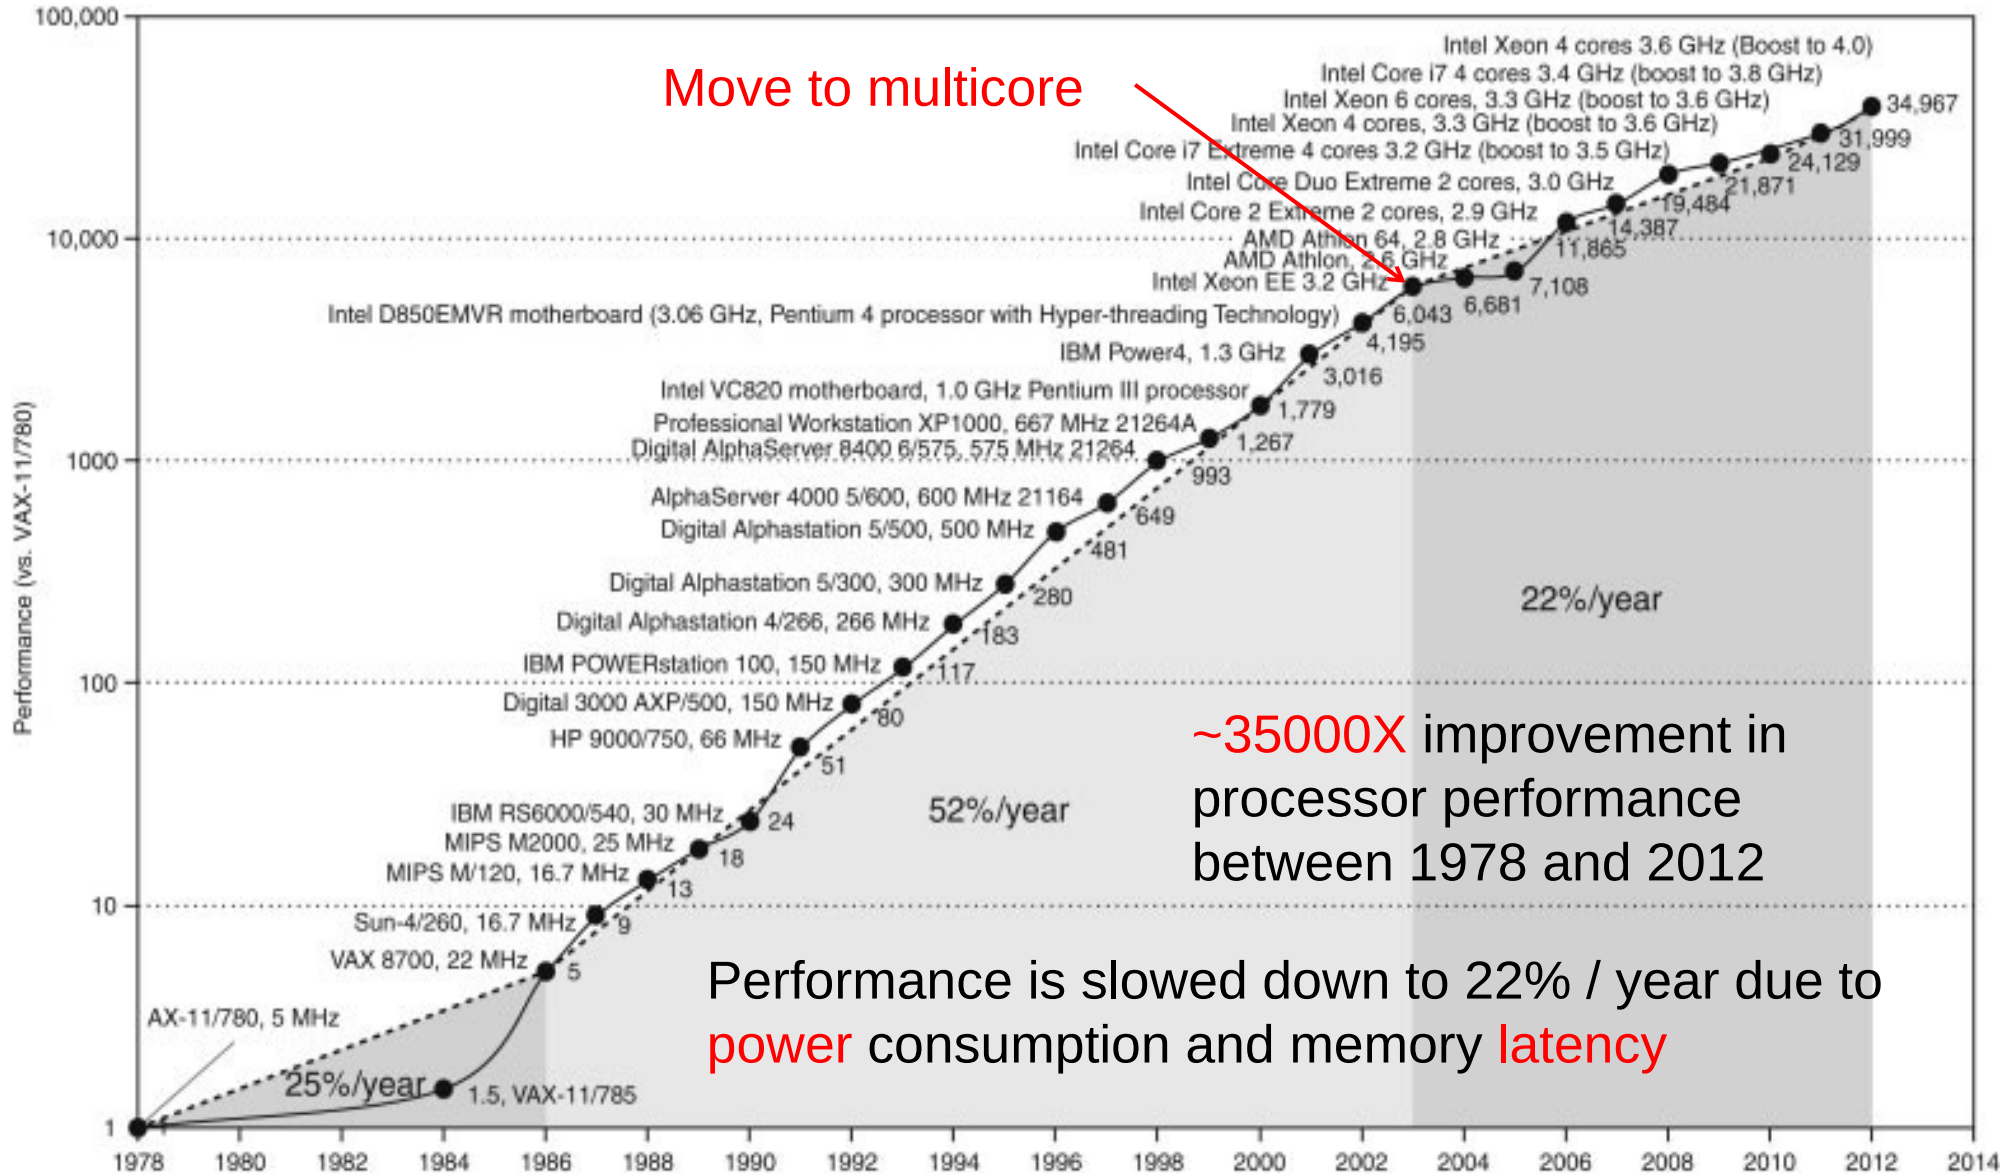 100,000
10,000
1000
100
10
1
Performance (vs. VAX-11/780)
Move to multicore
Intel Xeon 4 cores 3.6 GHz (Boost to 4.0)
Intel Core i7 4 cores 3.4 GHz (boost to 3.8 GHz)
Intel Xeon 6 cores, 3.3 GHz (boost to 3.6 GHz)
Intel Xeon 4 cores, 3.3 GHz (boost to 3.6 GHz)
Intel Core i7 Extreme 4 cores 3.2 GHz (boost to 3.5 GHz)
Intel Core Duo Extreme 2 cores, 3.0 GHz
Intel Core 2 Extreme 2 cores, 2.9 GHz
AMD Athlon 64, 2.8 GHz
AMD Athlon, 2.6 GHz
Intel Xeon EE 3.2 GHz
Intel D850EMVR motherboard (3.06 GHz, Pentium 4 processor with Hyper-threading Technology)
IBM Power4, 1.3 GHz
Intel VC820 motherboard, 1.0 GHz Pentium III processor
Professional Workstation XP1000, 667 MHz 21264A
Digital AlphaServer 8400 6/575, 575 MHz 21264
AlphaServer 4000 5/600, 600 MHz 21164
Digital Alphastation 5/500, 500 MHz
Digital Alphastation 5/300, 300 MHz
Digital Alphastation 4/266, 266 MHz
IBM POWERstation 100, 150 MHz
Digital 3000 AXP/500, 150 MHz
HP 9000/750, 66 MHz
IBM RS6000/540, 30 MHz
MIPS M2000, 25 MHz
MIPS M/120, 16.7 MHz
Sun-4/260, 16.7 MHz
VAX 8700, 22 MHz
AX-11/780, 5 MHz
34,967
31,999
24,129
21,871
19,484
14,387
11,865
7,108
6,681
6,043
4,195
3,016
1,779
1,267
993
649
481
280
183
117
80
51
24
18
13
9
5
1.5, VAX-11/785
25%/year
52%/year
22%/year
~35000X improvement in
processor performance
between 1978 and 2012
Performance is slowed down to 22% / year due to
power consumption and memory latency
1978 1980 1982 1984 1986 1988 1990 1992 1994 1996 1998 2000 2002 2004 2006 2008 2010 2012 2014